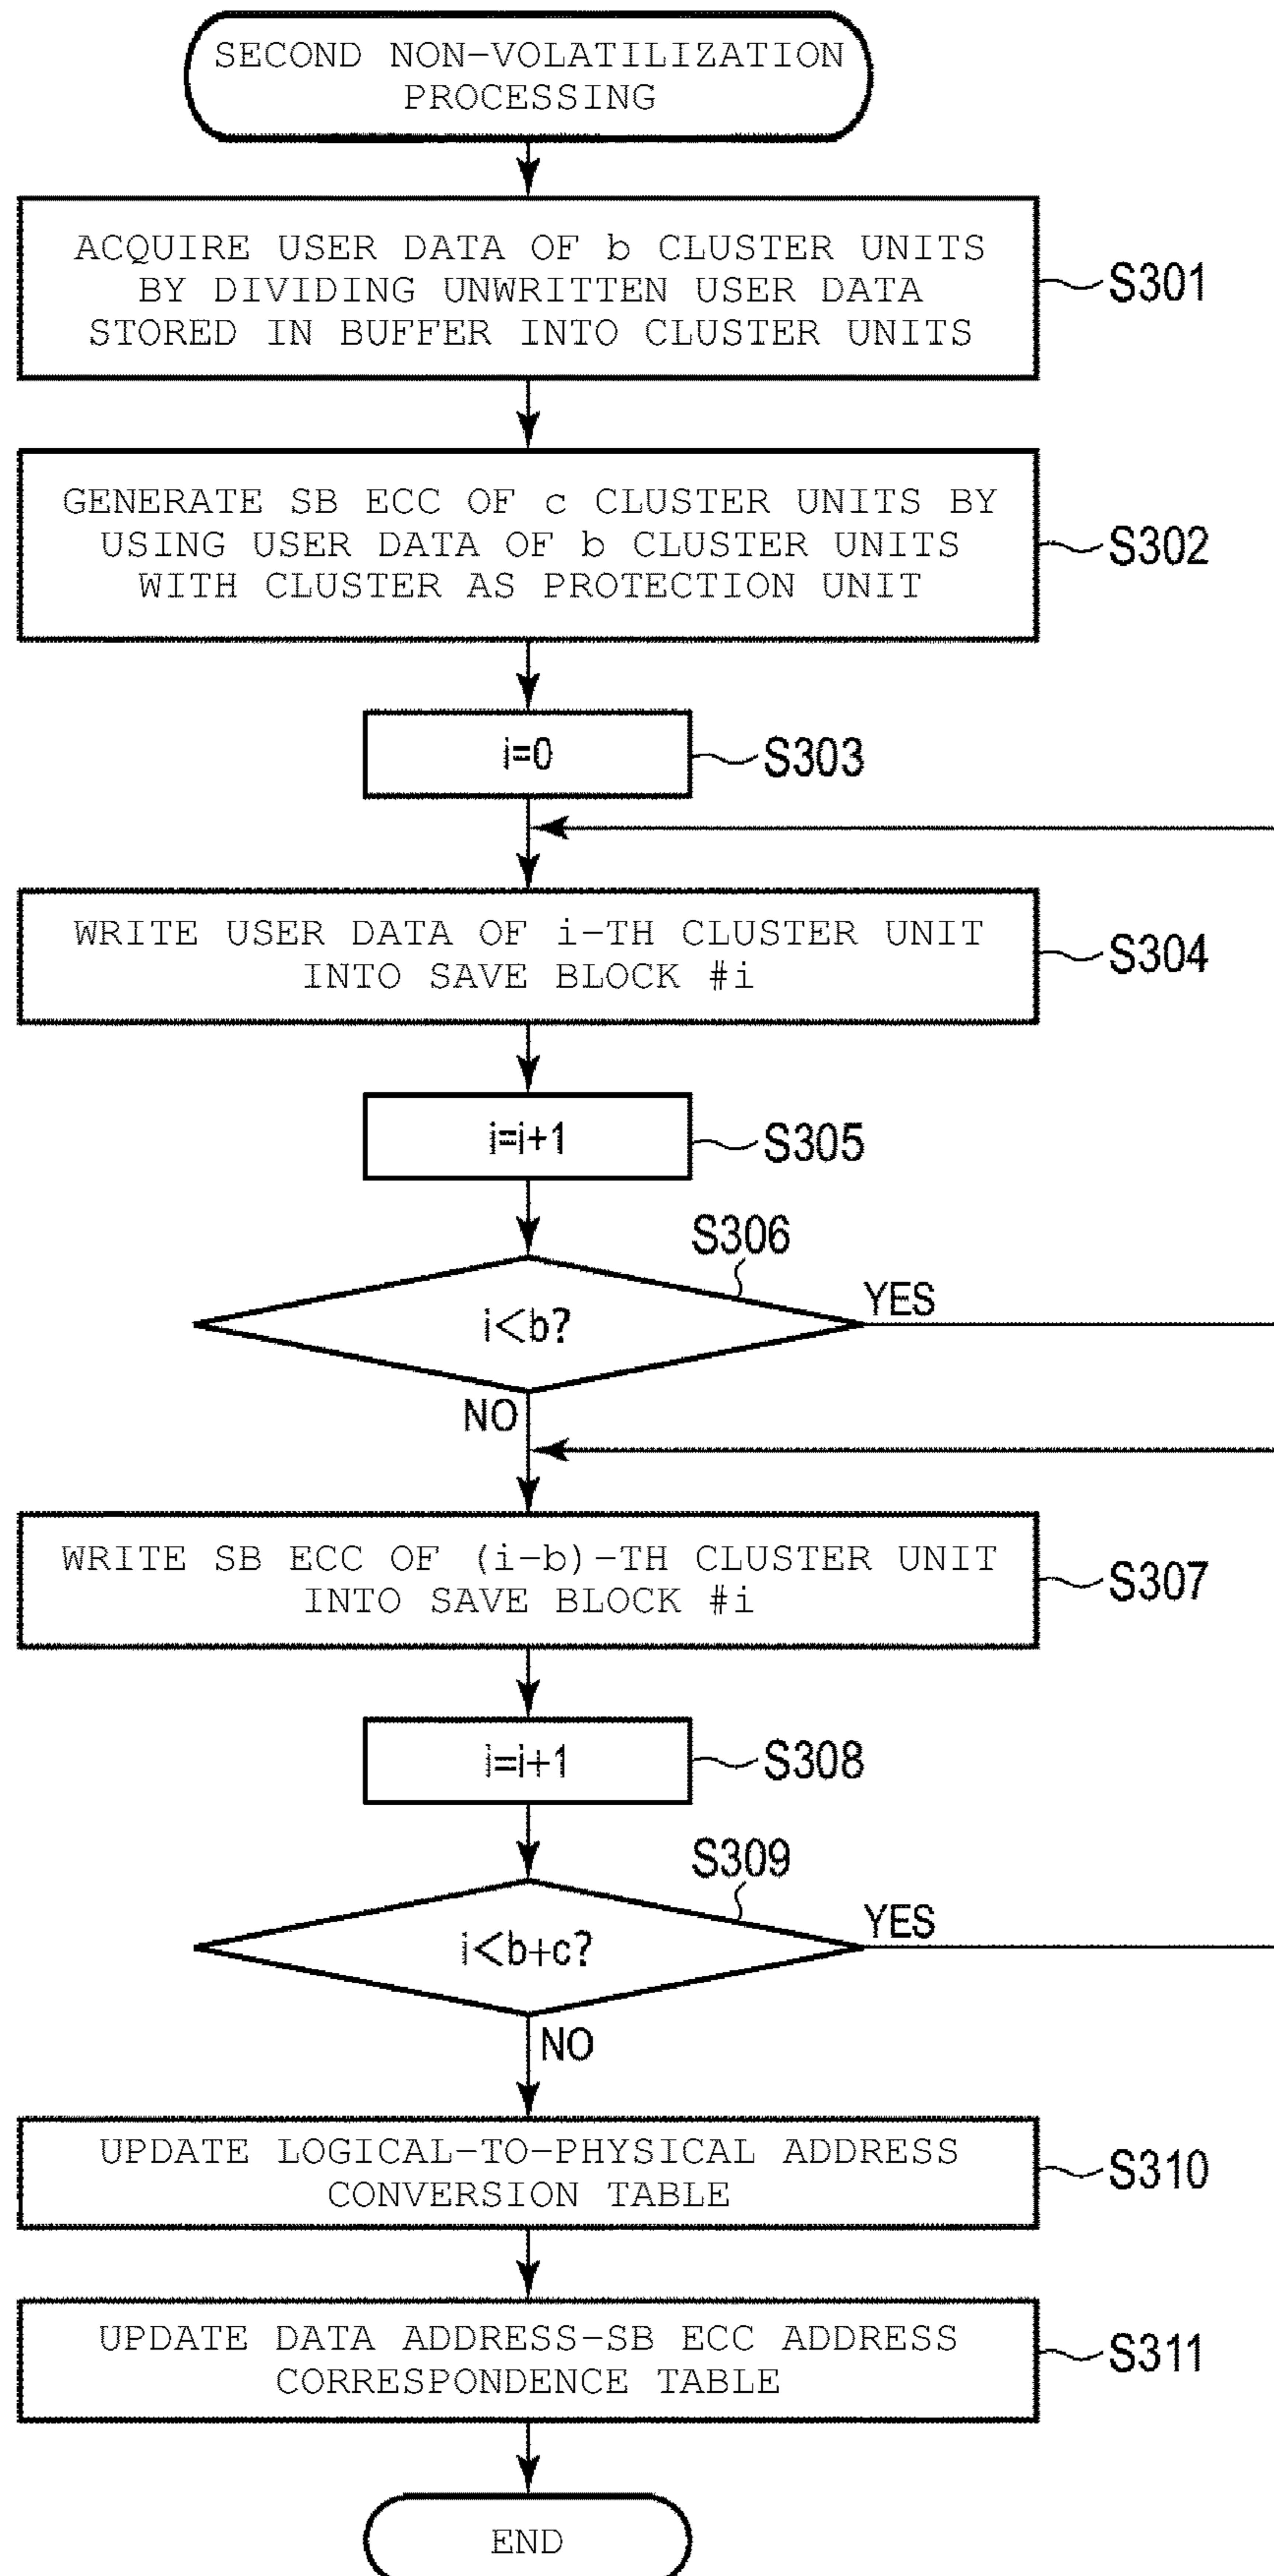 SECOND NON-VOLATILIZATION
PROCESSING
ACQUIRE USER DATA OF b CLUSTER UNITS
BY DIVIDING UNWRITTEN USER DATA
STORED IN BUFFER INTO CLUSTER UNITS
S301
GENERATE SB ECC OF c CLUSTER UNITS BY
USING USER DATA OF b CLUSTER UNITS
WITH CLUSTER AS PROTECTION UNIT
S302
i=0
S303
WRITE USER DATA OF i-TH CLUSTER UNIT
INTO SAVE BLOCK #i
S304
i=i+1
S305
S306
i<b?
YES
NO
WRITE SB ECC OF (i-b)-TH CLUSTER UNIT
INTO SAVE BLOCK #i
S307
i=i+1
S308
S309
i<b+c?
YES
NO
UPDATE LOGICAL-TO-PHYSICAL ADDRESS
CONVERSION TABLE
S310
UPDATE DATA ADDRESS-SB ECC ADDRESS
CORRESPONDENCE TABLE
S311
END